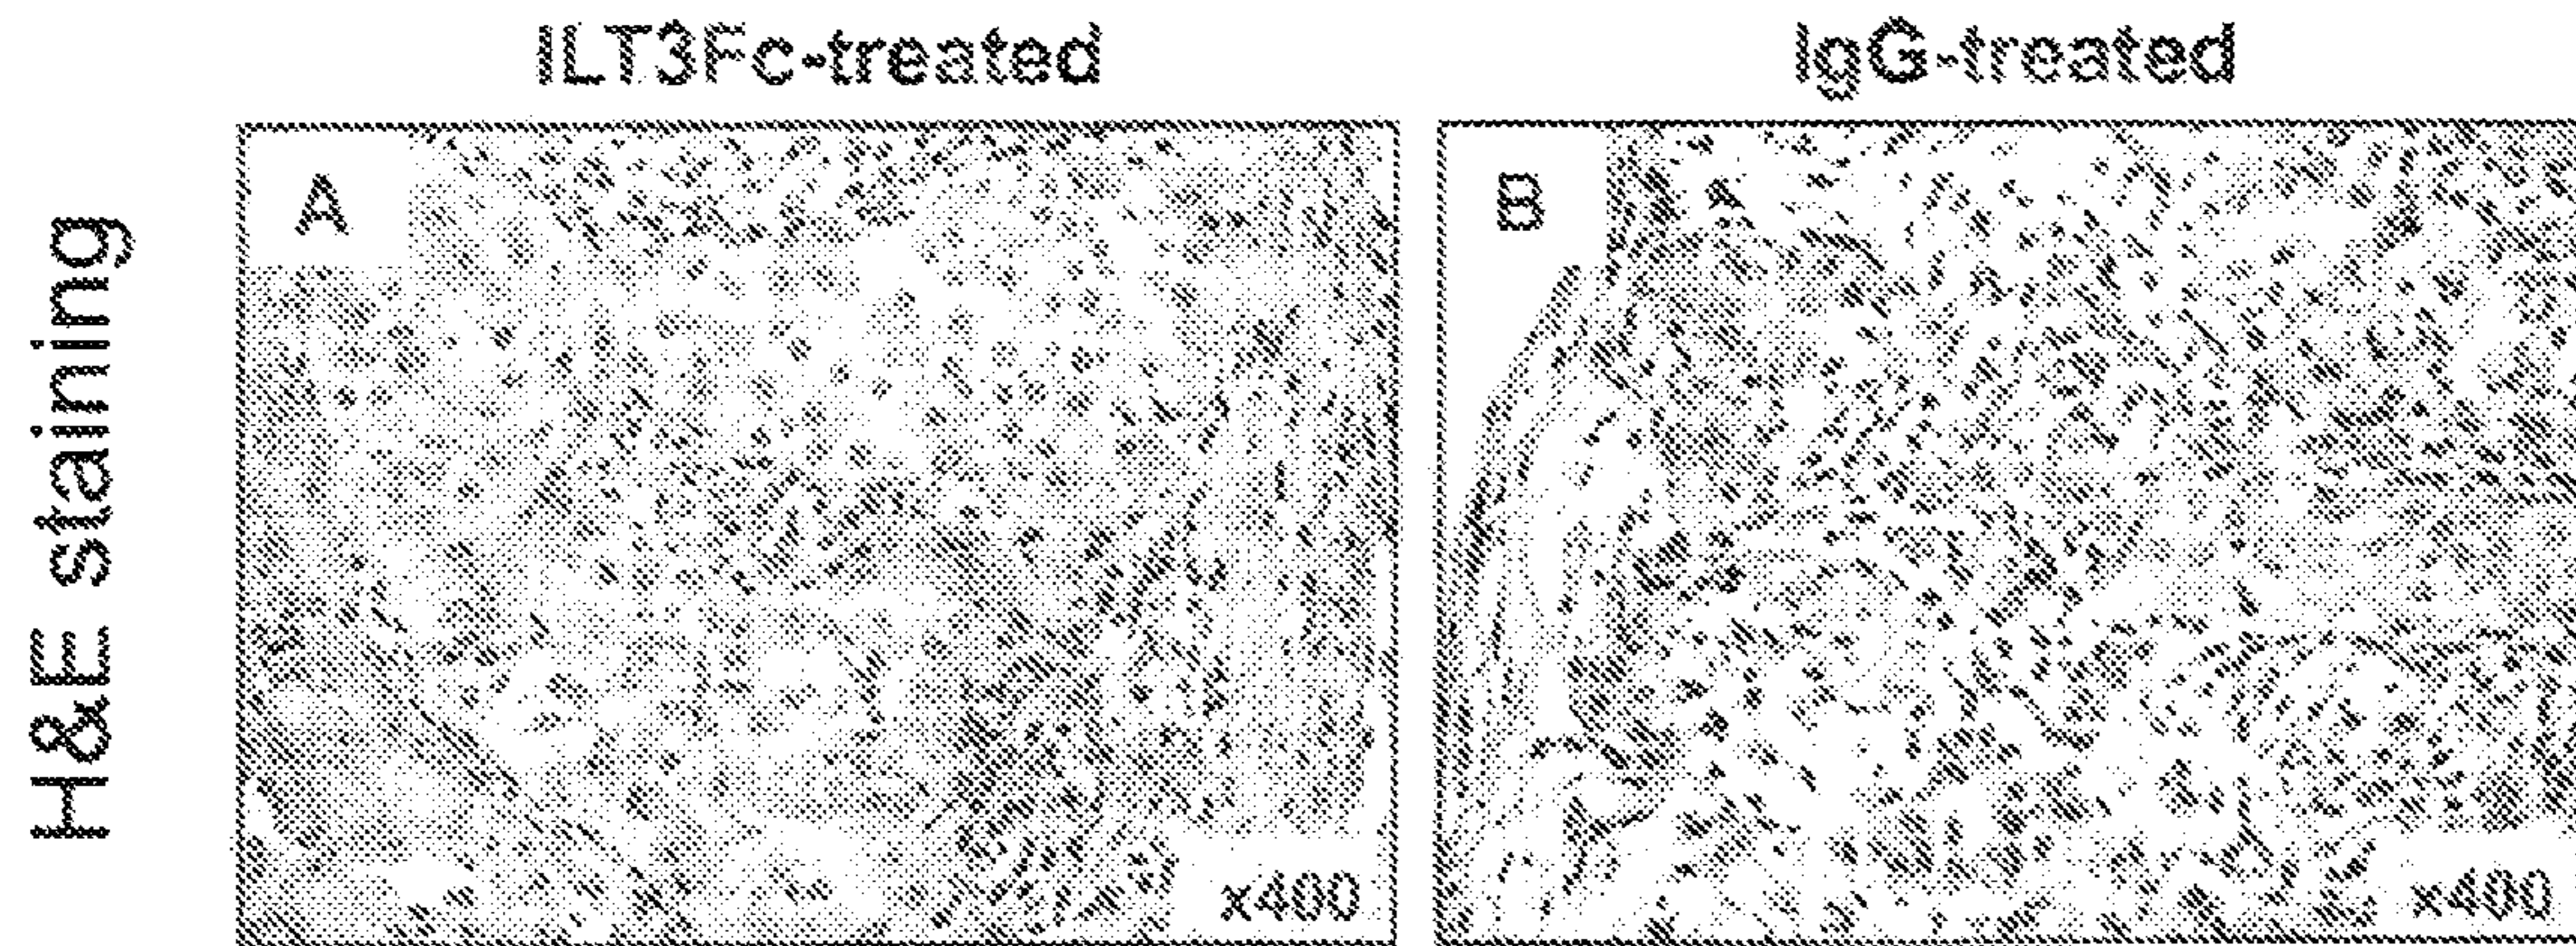 ILT3Fc-treated
IgG-treated
H&E staining
A
B
x400
x400